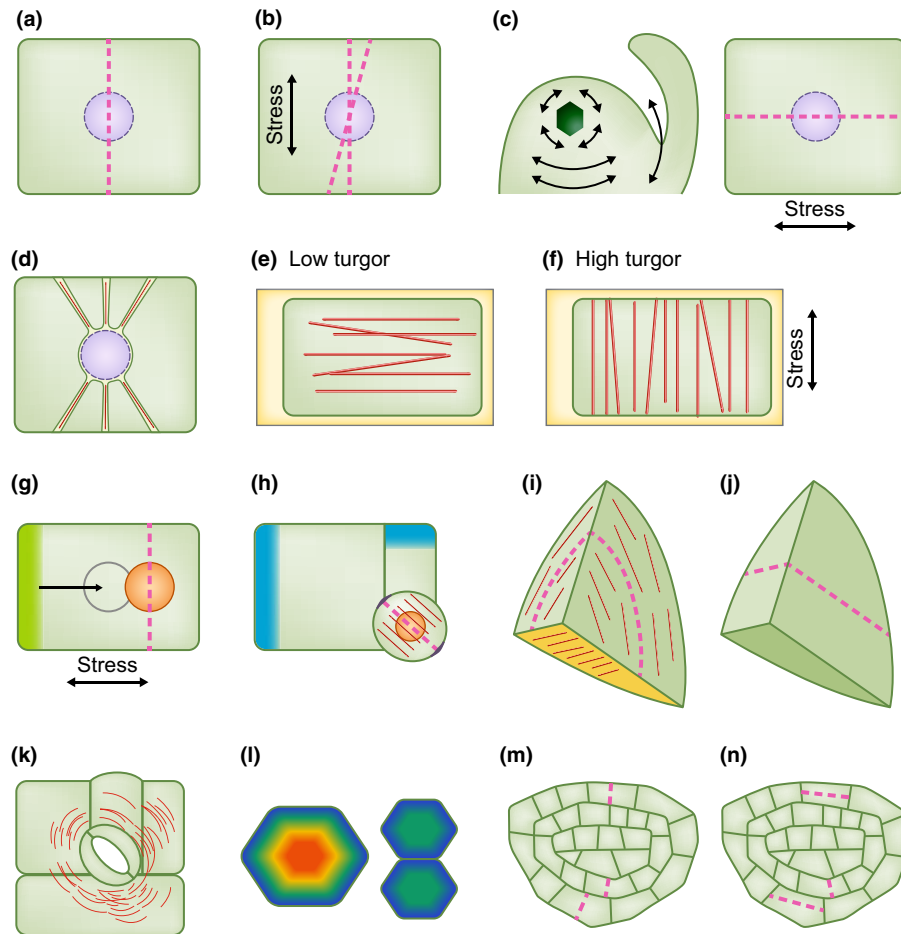 (a)
(b)
(c)
Stress
Stress
(d)
(e) Low turgor
(f) High turgor
Stress
(g)
(h)
(i)
(j)
Stress
(k)
(l)
(m)
(n)